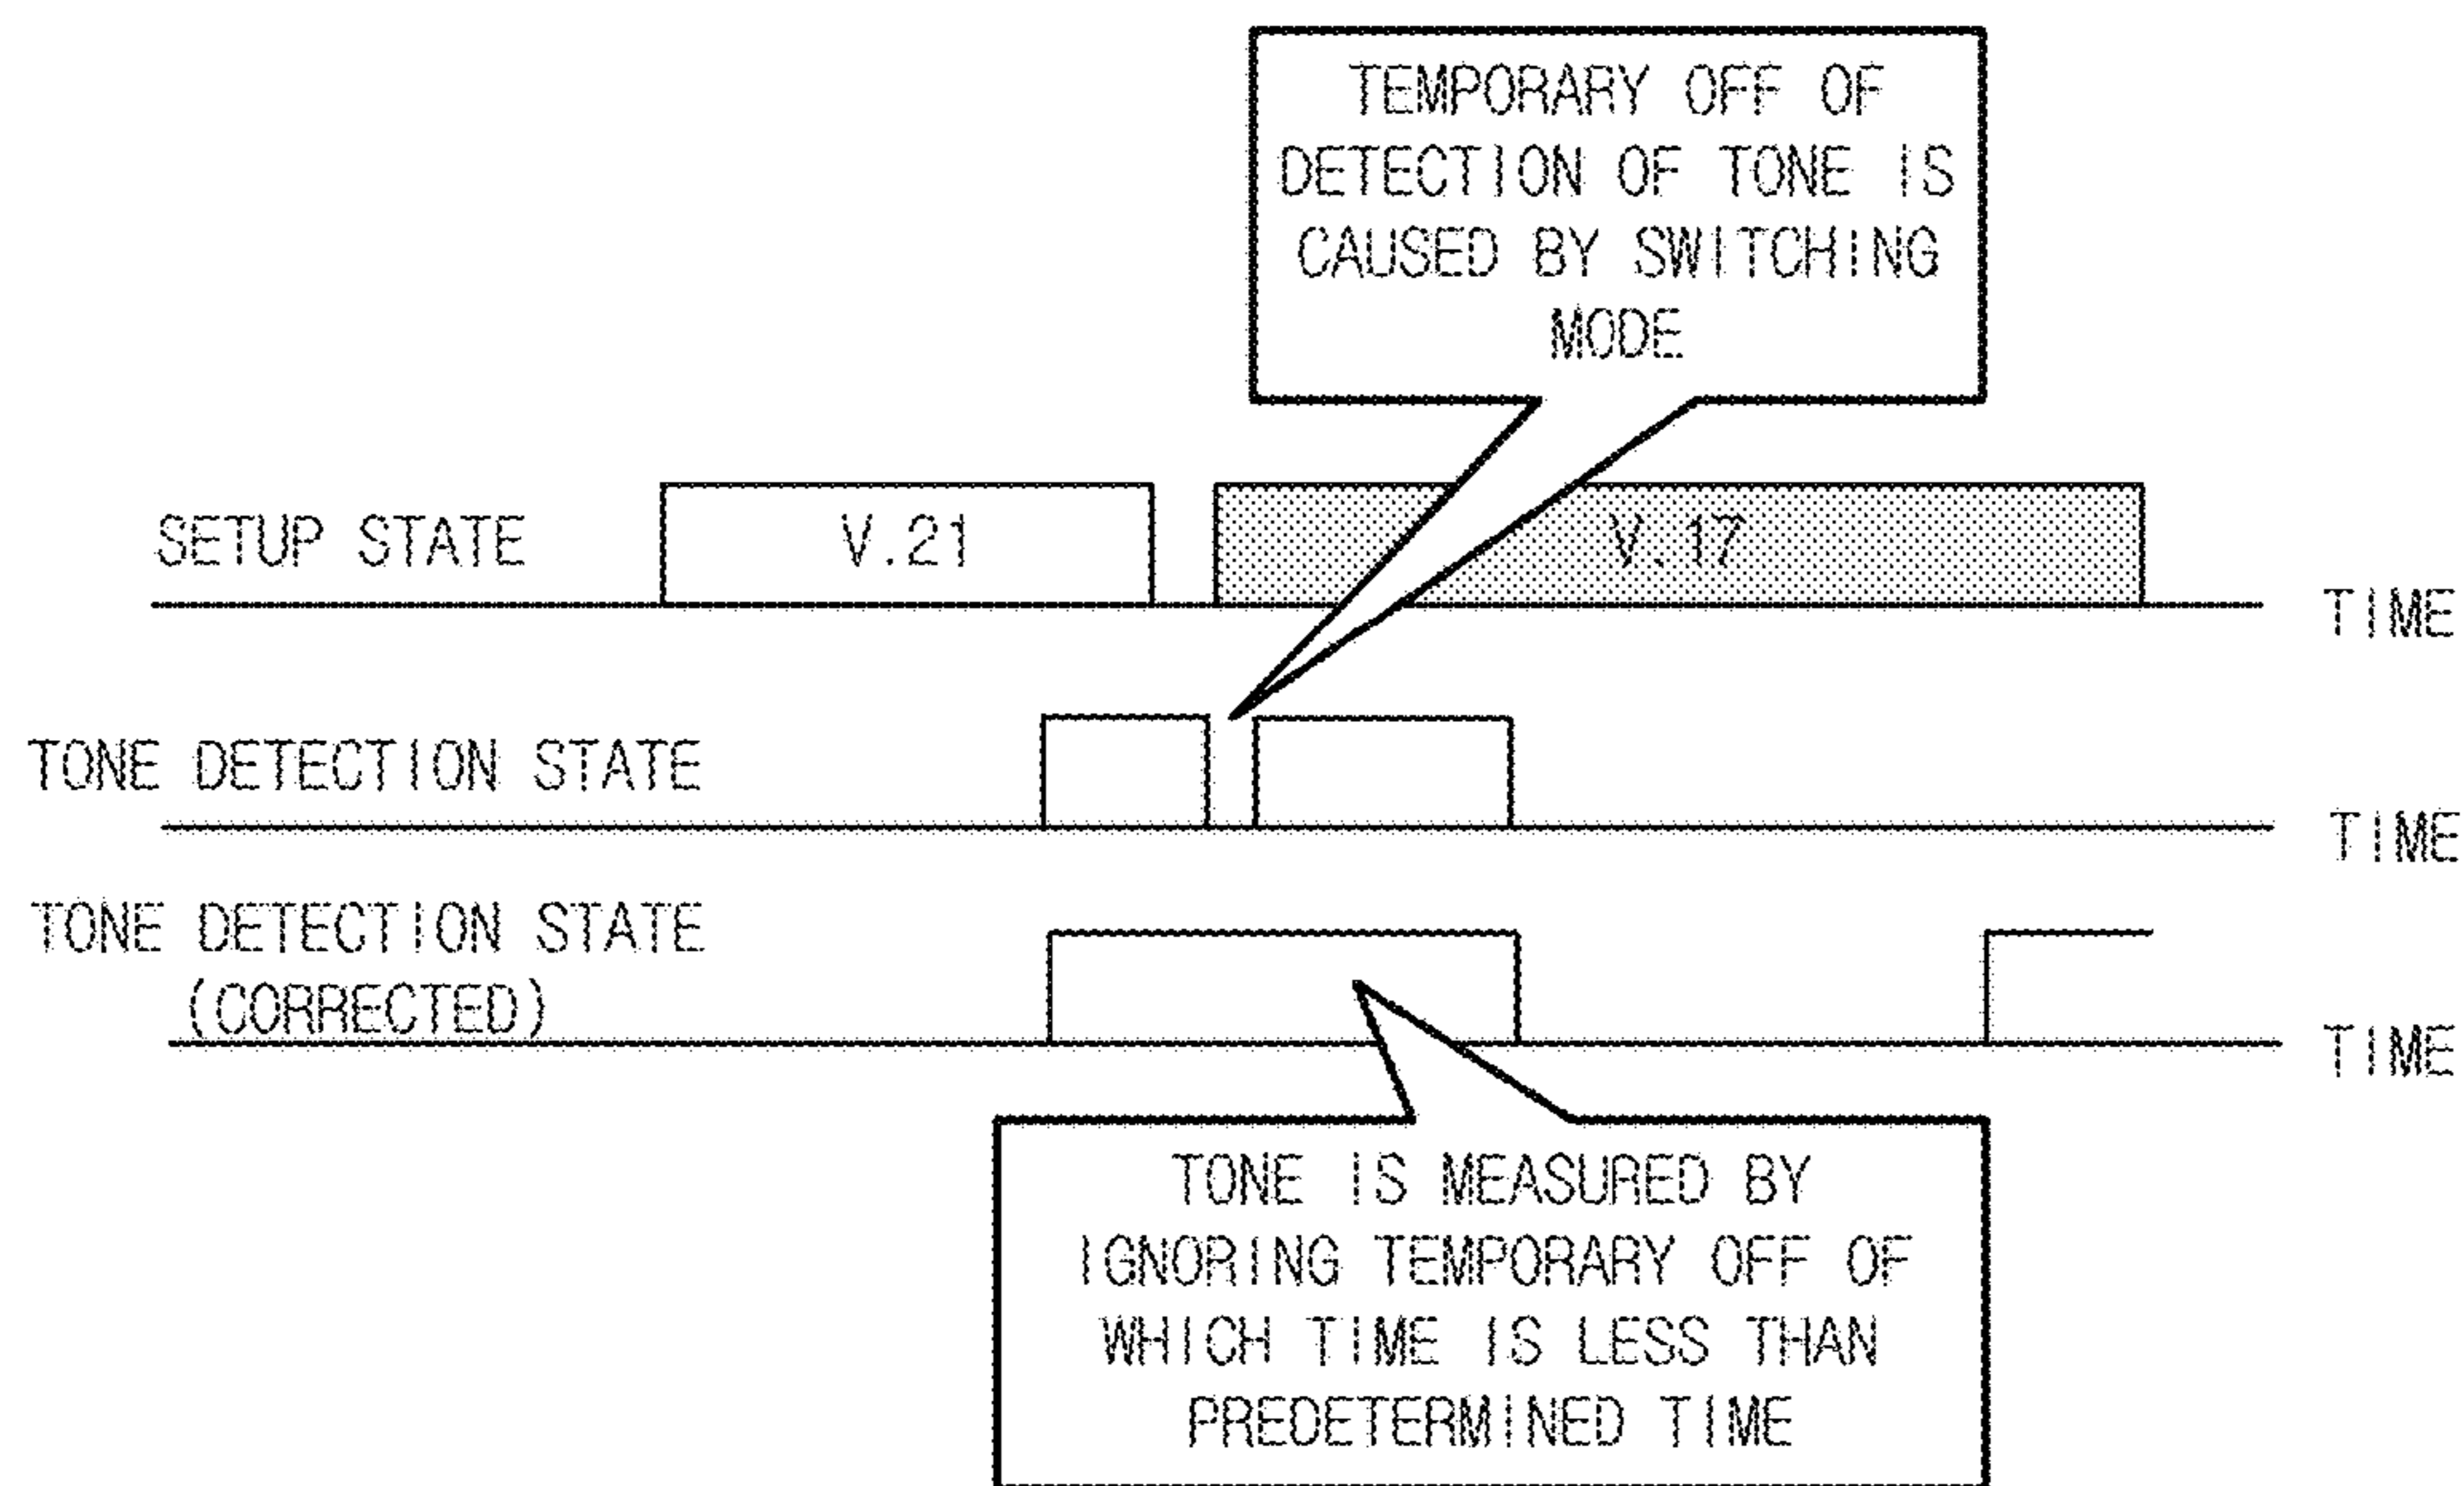 TEMPORARY OFF OF
DETECTION OF TONE IS
CAUSED BY SWITCHING
MODE
SETUP STATE
V.21
V.17
TIME
TONE DETECTION STATE
TIME
TONE DETECTION STATE
(CORRECTED)
TIME
TONE IS MEASURED BY
IGNORING TEMPORARY OFF OF
WHICH TIME IS LESS THAN
PREDETERMINED TIME